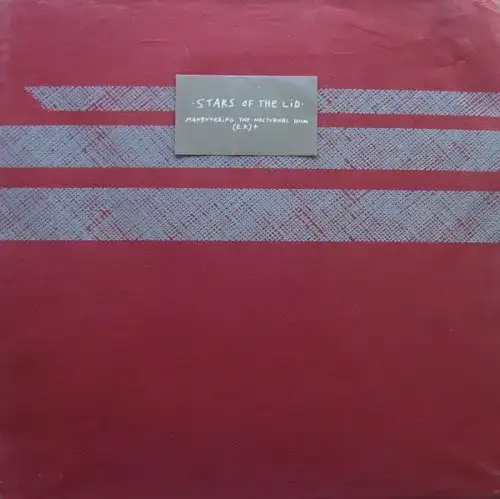 ·STARS OF THE LiD·
MANEUVERING THE NOCTURNAL HUM
(E.P.) +